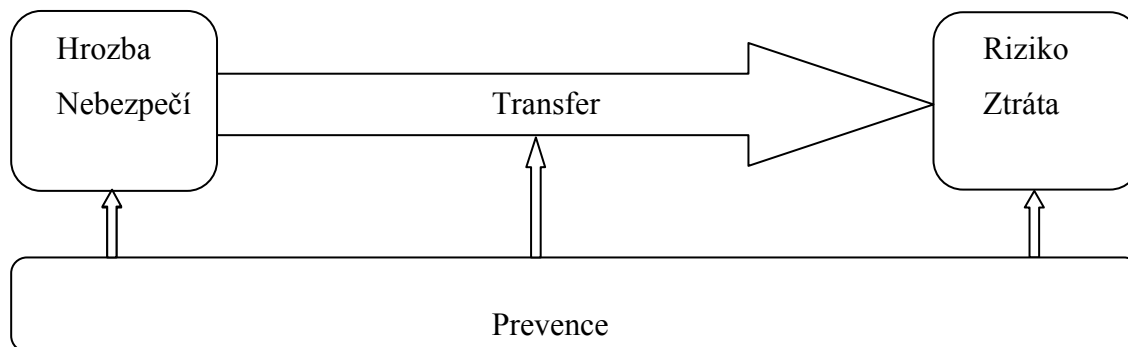 Hrozba
Nebezpečí
Transfer
Riziko
Ztráta
Prevence